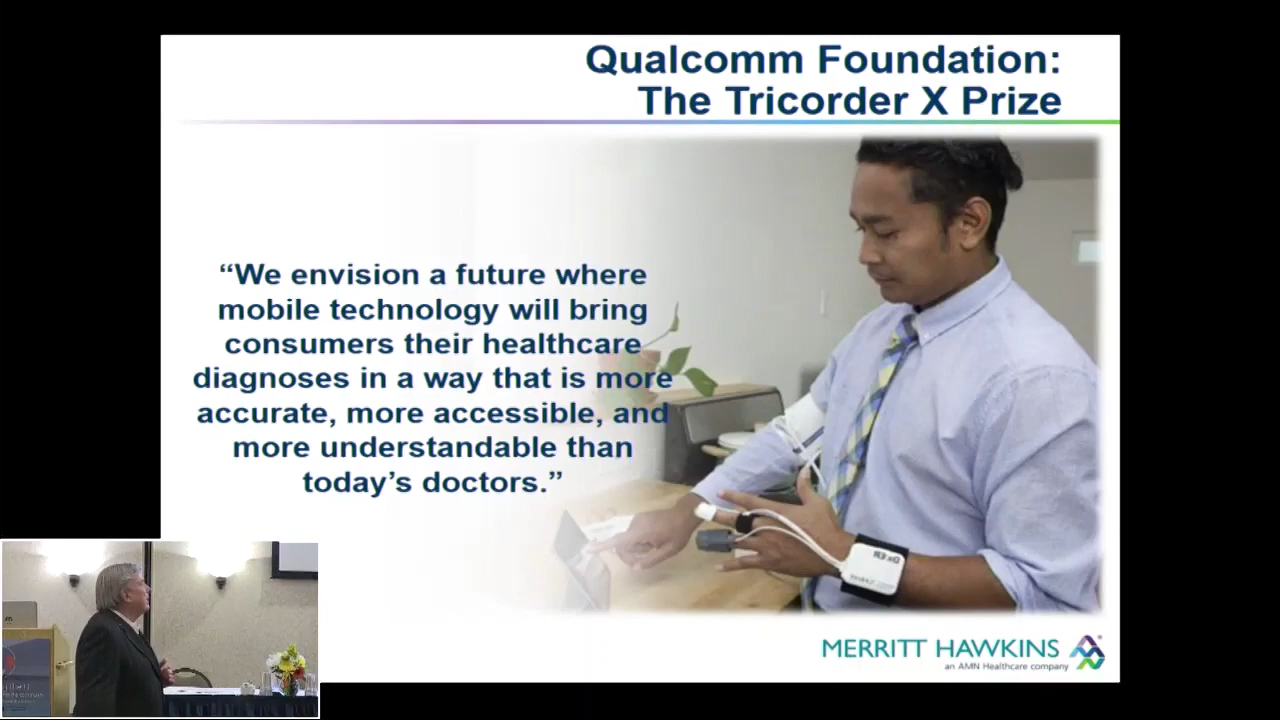 Qualcomm Foundation:
The Tricorder X Prize
“We envision a future where
mobile technology will bring
consumers their healthcare
diagnoses in a way that is more
accurate, more accessible, and
more understandable than
today’s doctors.”
MERRITT HAWKINS
an AMN Healthcare company